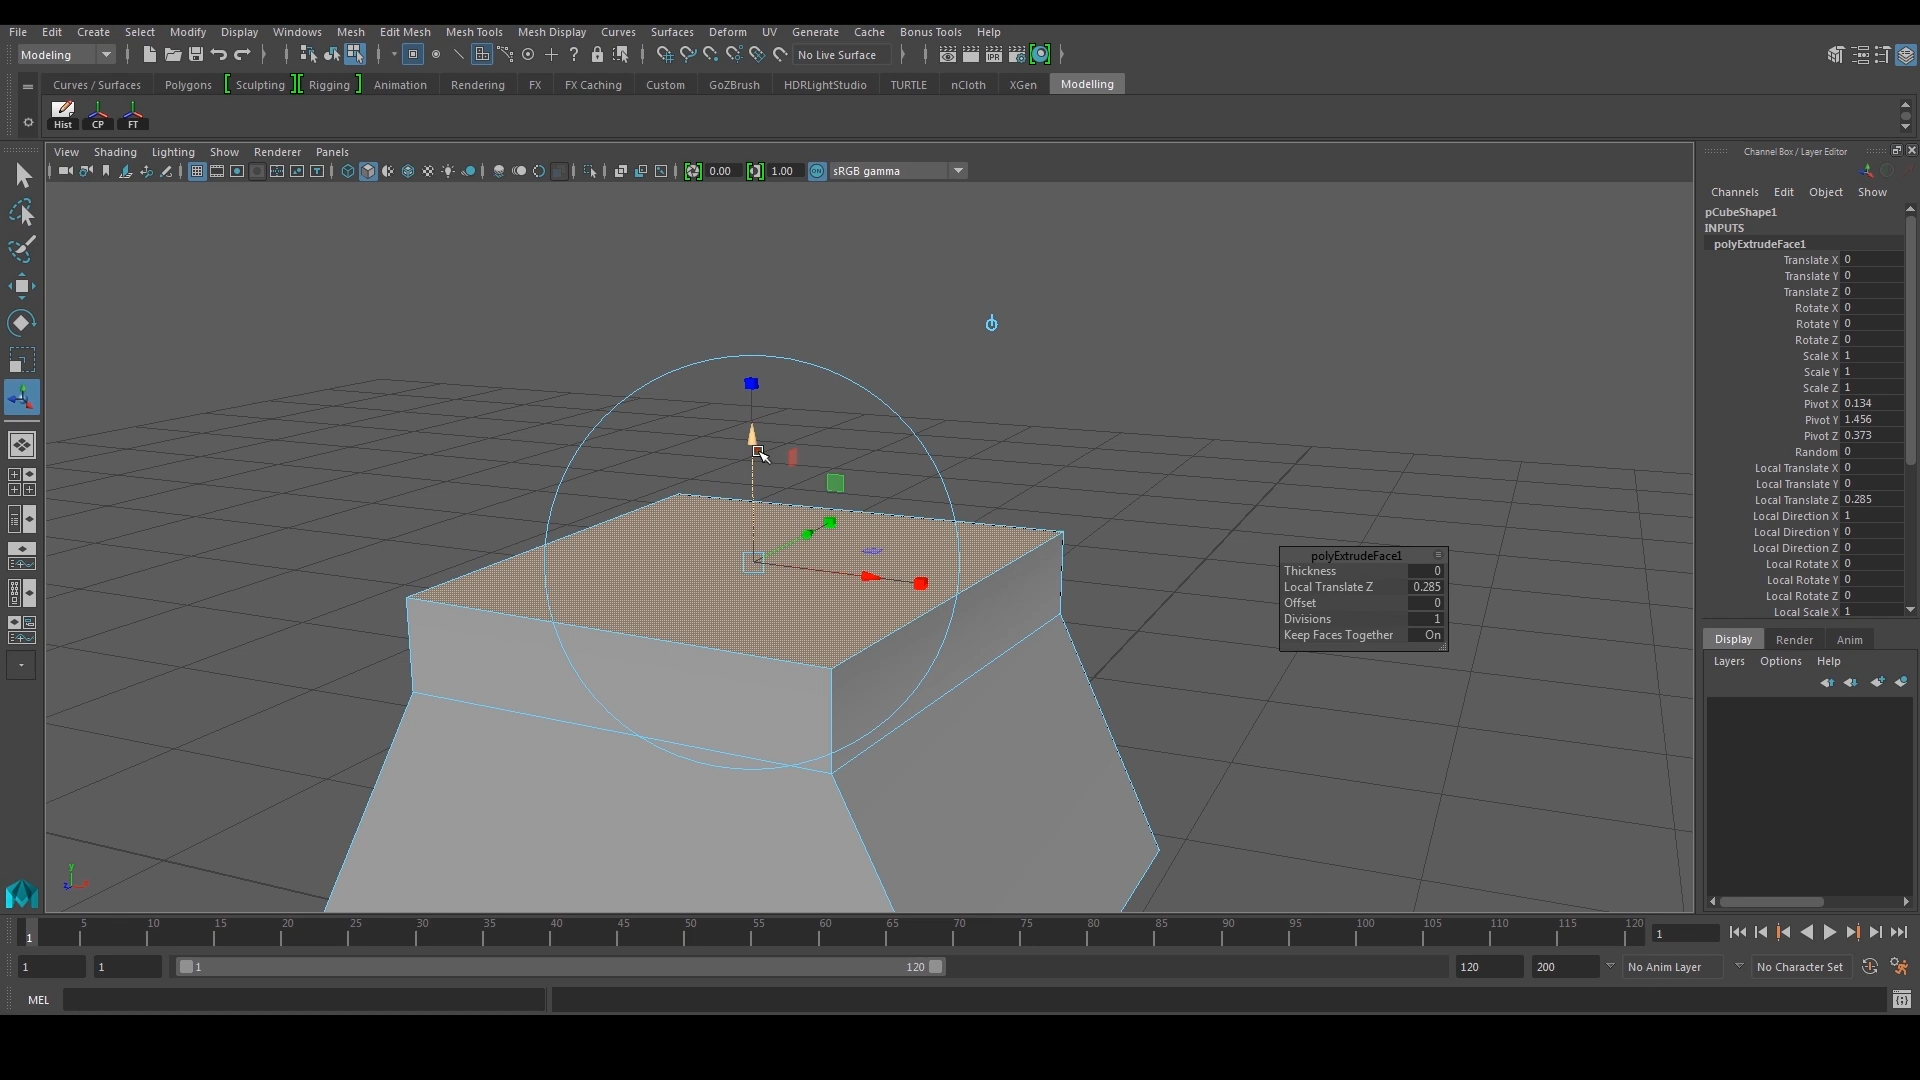 File Edit Create Select Modify Display Windows Mesh Edit Mesh Mesh Tools Mesh Display Curves Surfaces Deform UV Generate Cache Bonus Tools Help
Modeling No Live Surface
Curves / Surfaces Polygons Sculpting Rigging Animation Rendering FX FX Caching Custom GoZBrush HDRLightStudio TURTLE nCloth XGen Modelling
Hist CP FT
View Shading Lighting Show Renderer Panels
0.00 1.00 ON sRGB gamma
Channel Box / Layer Editor
Channels Edit Object Show
pCubeShape1
INPUTS
polyExtrudeFace1
Translate X 0
Translate Y 0
Translate Z 0
Rotate X 0
Rotate Y 0
Rotate Z 0
Scale X 1
Scale Y 1
Scale Z 1
Pivot X 0.134
Pivot Y 1.456
Pivot Z 0.373
Random 0
Local Translate X 0
Local Translate Y 0
Local Translate Z 0.285
Local Direction X 1
Local Direction Y 0
Local Direction Z 0
Local Rotate X 0
Local Rotate Y 0
Local Rotate Z 0
Local Scale X 1
polyExtrudeFace1
Thickness 0
Local Translate Z 0.285
Offset 0
Divisions 1
Keep Faces Together On
Display Render Anim
Layers Options Help
y
z
1 5 10 15 20 25 30 35 40 45 50 55 60 65 70 75 80 85 90 95 100 105 110 115 120 1
1 1 1 120 120 200 No Anim Layer No Character Set
MEL